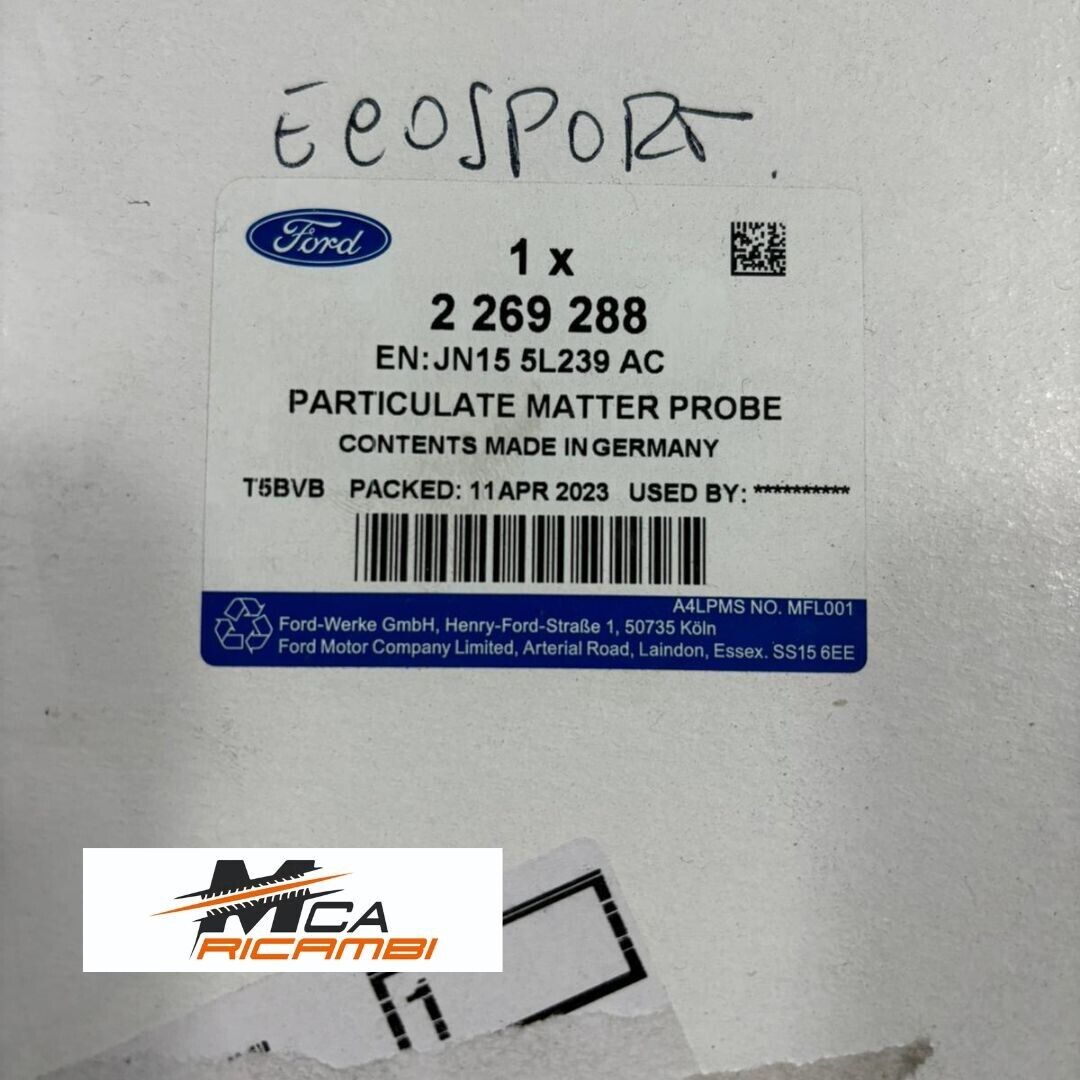 ECOSPORT.
Ford
1 x
2 269 288
EN:JN15 5L239 AC
PARTICULATE MATTER PROBE
CONTENTS MADE IN GERMANY
T5BVB PACKED: 11APR 2023 USED BY: **********
A4LPMS NO. MFL001
Ford-Werke GmbH, Henry-Ford-Straße 1, 50735 Köln
Ford Motor Company Limited, Arterial Road, Laindon, Essex. SS15 6EE
MCA
RICAMBI
1